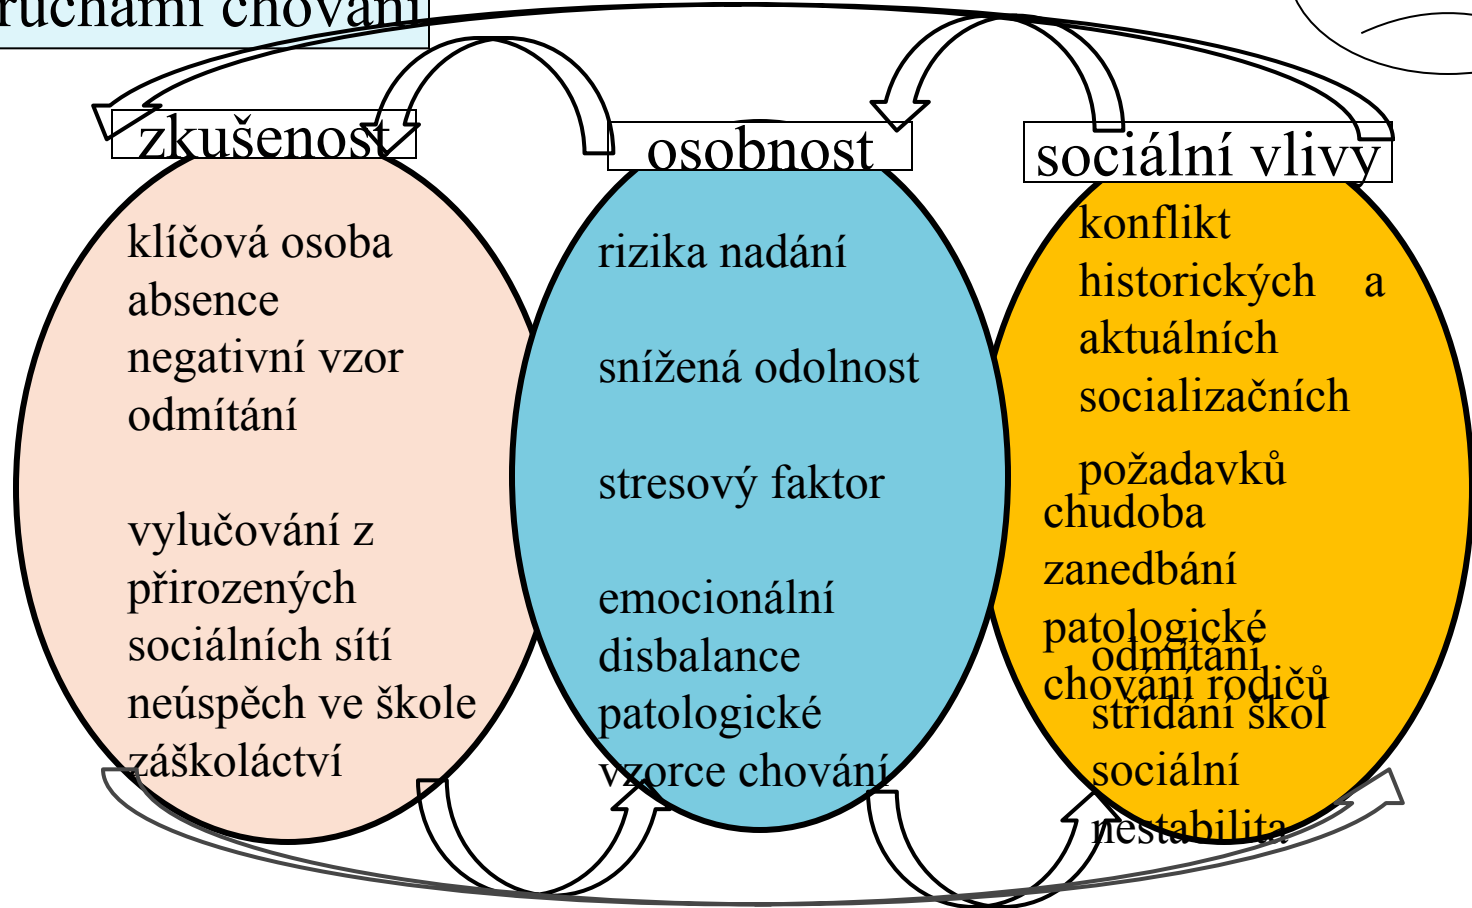 ruchami chování
zkušenost
klíčová osoba
absence
negativní vzor
odmítání
vylučování z
přirozených
sociálních sítí
neúspěch ve škole
záškoláctví
osobnost
rizika nadání
snížená odolnost
stresový faktor
emocionální
disbalance
patologické
vzorce chování
sociální vlivy
konflikt
historických a
aktuálních
socializačních
požadavků
chudoba
zanedbání
patologické
chování rodičů
odmítání
střídání škol
sociální
nestabilita